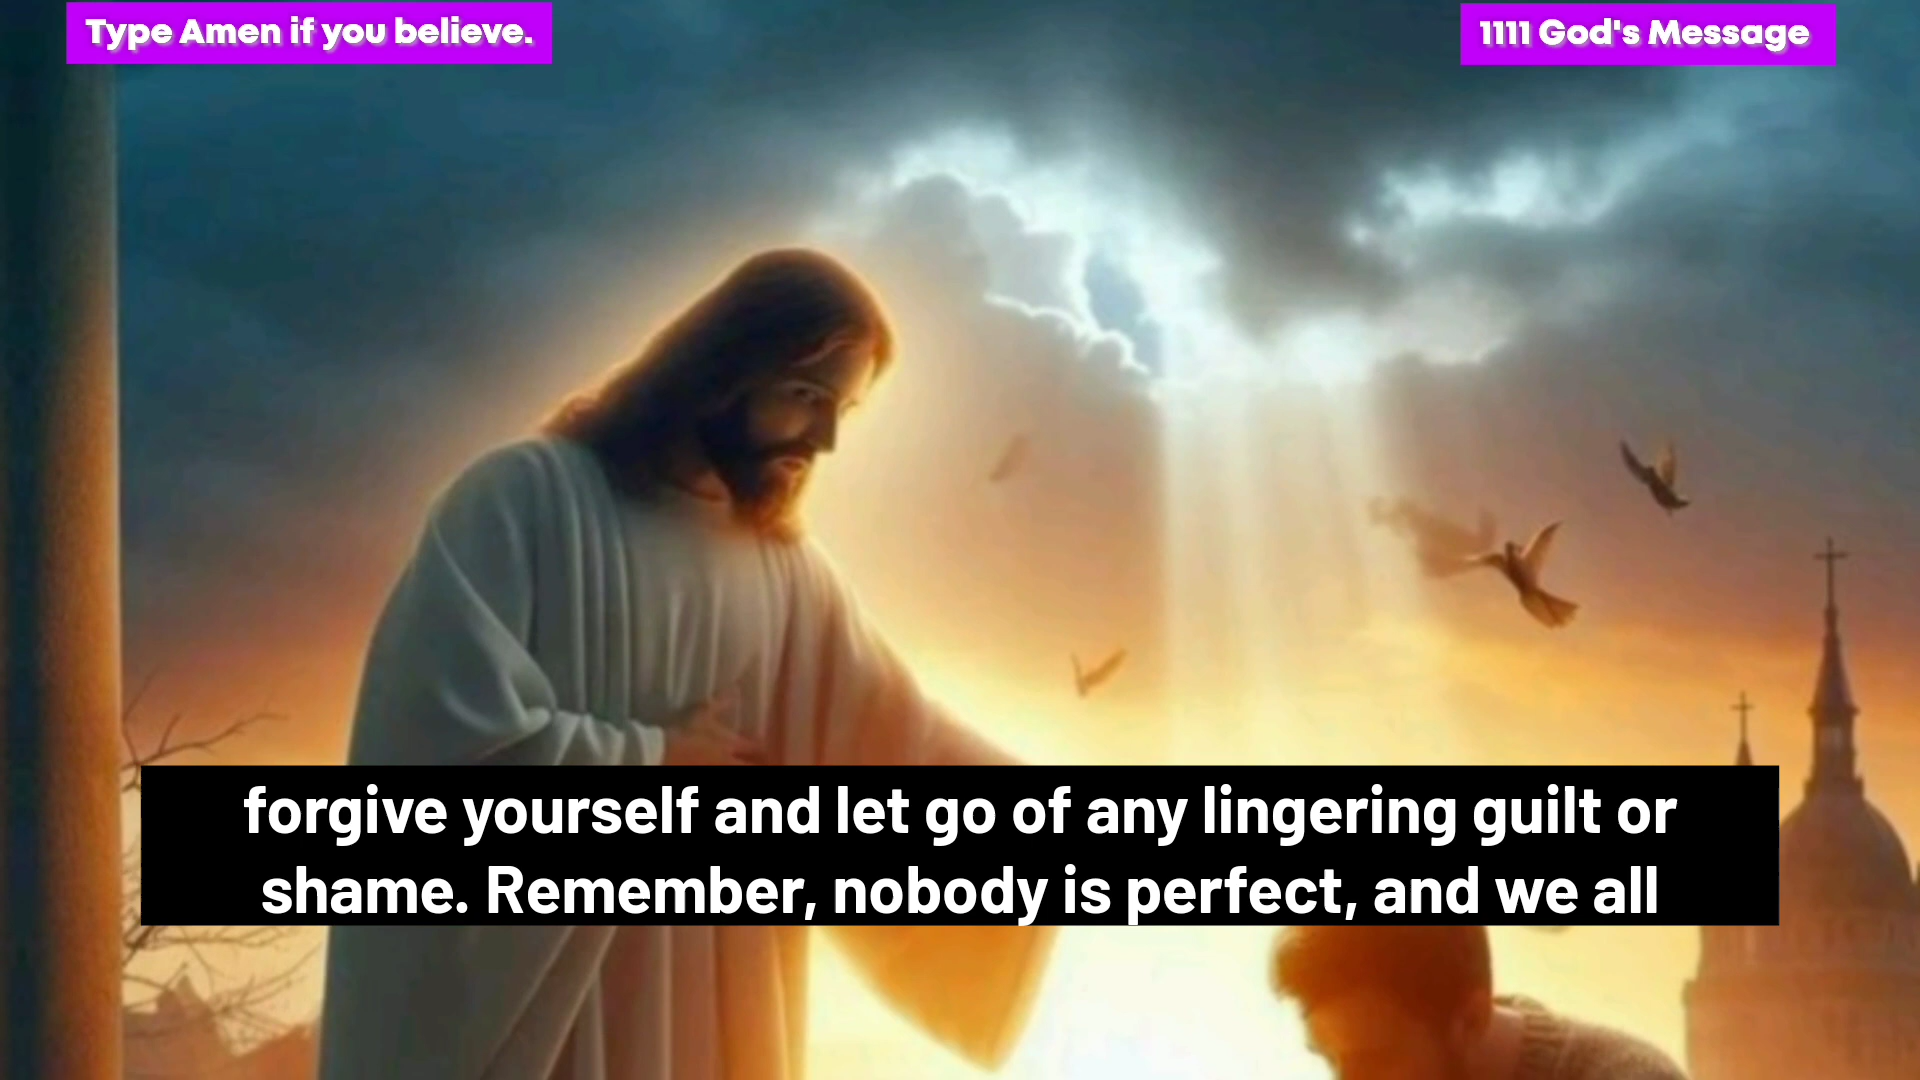 Type Amen if you believe.
1111 God's Message
forgive yourself and let go of any lingering guilt or
shame. Remember, nobody is perfect, and we all